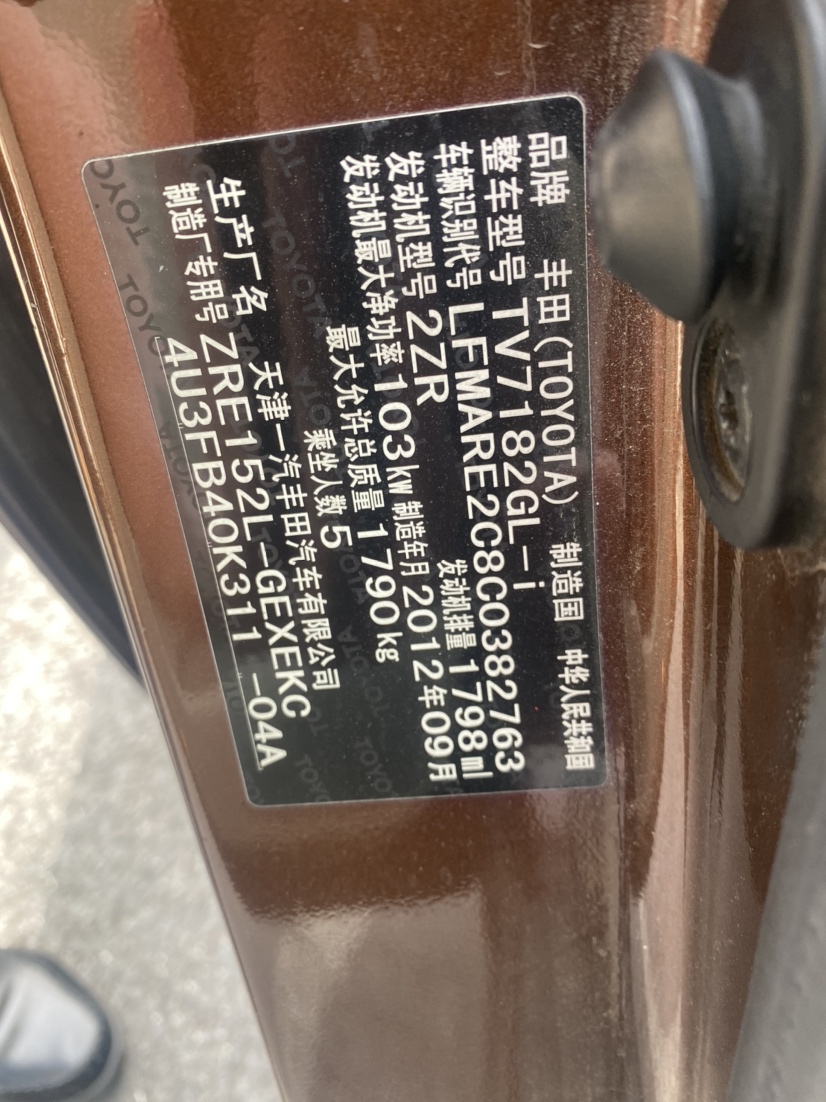 品牌 丰田(TOYOTA) 制造国 中华人民共和国
整车型号 TV7182GL-i
车辆识别代号 LFMARE2C8C0382763
发动机型号 2ZR 发动机排量 1798ml
发动机最大净功率 103kW 制造年月 2012年09月
最大允许总质量 1790kg
乘坐人数 5
生产厂名 天津一汽丰田汽车有限公司
制造厂专用号 ZRE152L-GEXEKC
4U3FB40K311 -04A